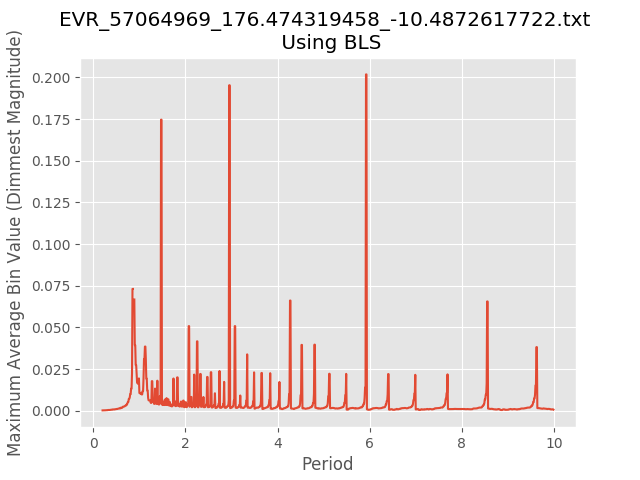 EVR_57064969_176.474319458_-10.4872617722.txt
Using BLS
Maximum Average Bin Value (Dimmest Magnitude)
0.200
0.175
0.150
0.125
0.100
0.075
0.050
0.025
0.000
0 2 4 6 8 10
Period